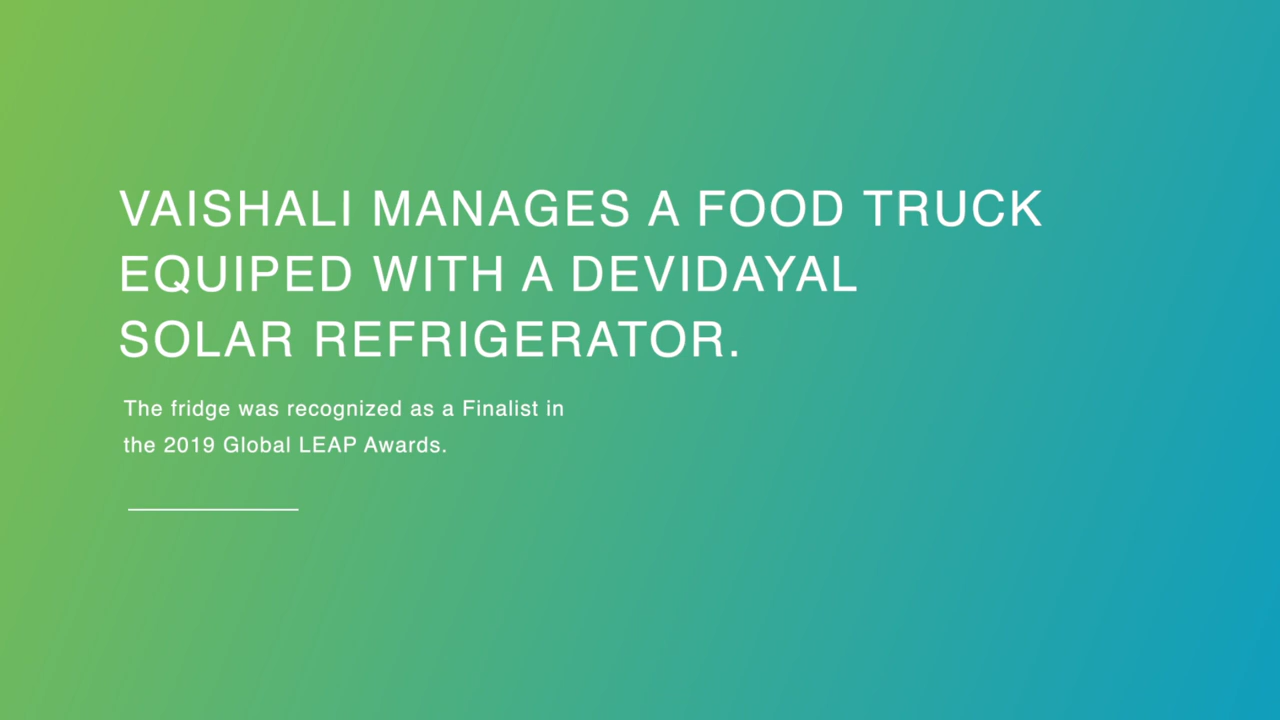 VAISHALI MANAGES A FOOD TRUCK
EQUIPED WITH A DEVIDAYAL
SOLAR REFRIGERATOR.
The fridge was recognized as a Finalist in
the 2019 Global LEAP Awards.